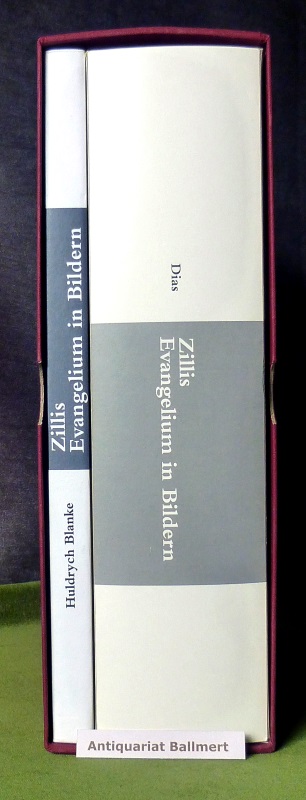 Zillis
Evangelium in Bildern
Huldrych Blanke
Dias
Zillis
Evangelium in Bildern
Antiquariat Ballmert